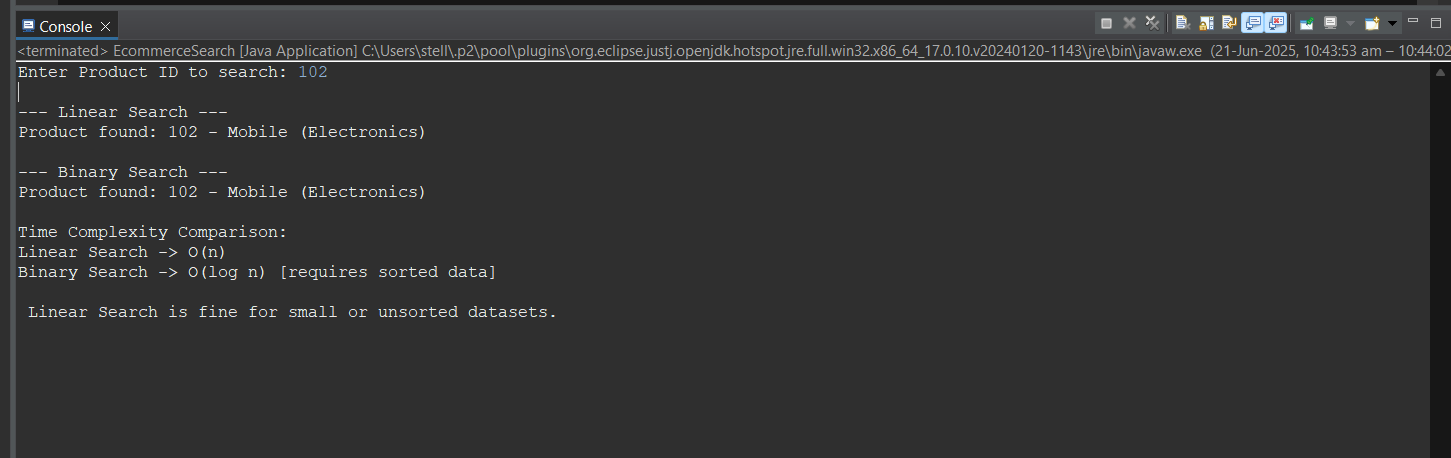 Console
<terminated> EcommerceSearch [Java Application] C:\Users\stell\.p2\pool\plugins\org.eclipse.justj.openjdk.hotspot.jre.full.win32.x86_64_17.0.10.v20240120-1143\jre\bin\javaw.exe (21-Jun-2025, 10:43:53 am – 10:44:02
Enter Product ID to search: 102
--- Linear Search ---
Product found: 102 - Mobile (Electronics)
--- Binary Search ---
Product found: 102 - Mobile (Electronics)
Time Complexity Comparison:
Linear Search -> O(n)
Binary Search -> O(log n) [requires sorted data]
Linear Search is fine for small or unsorted datasets.